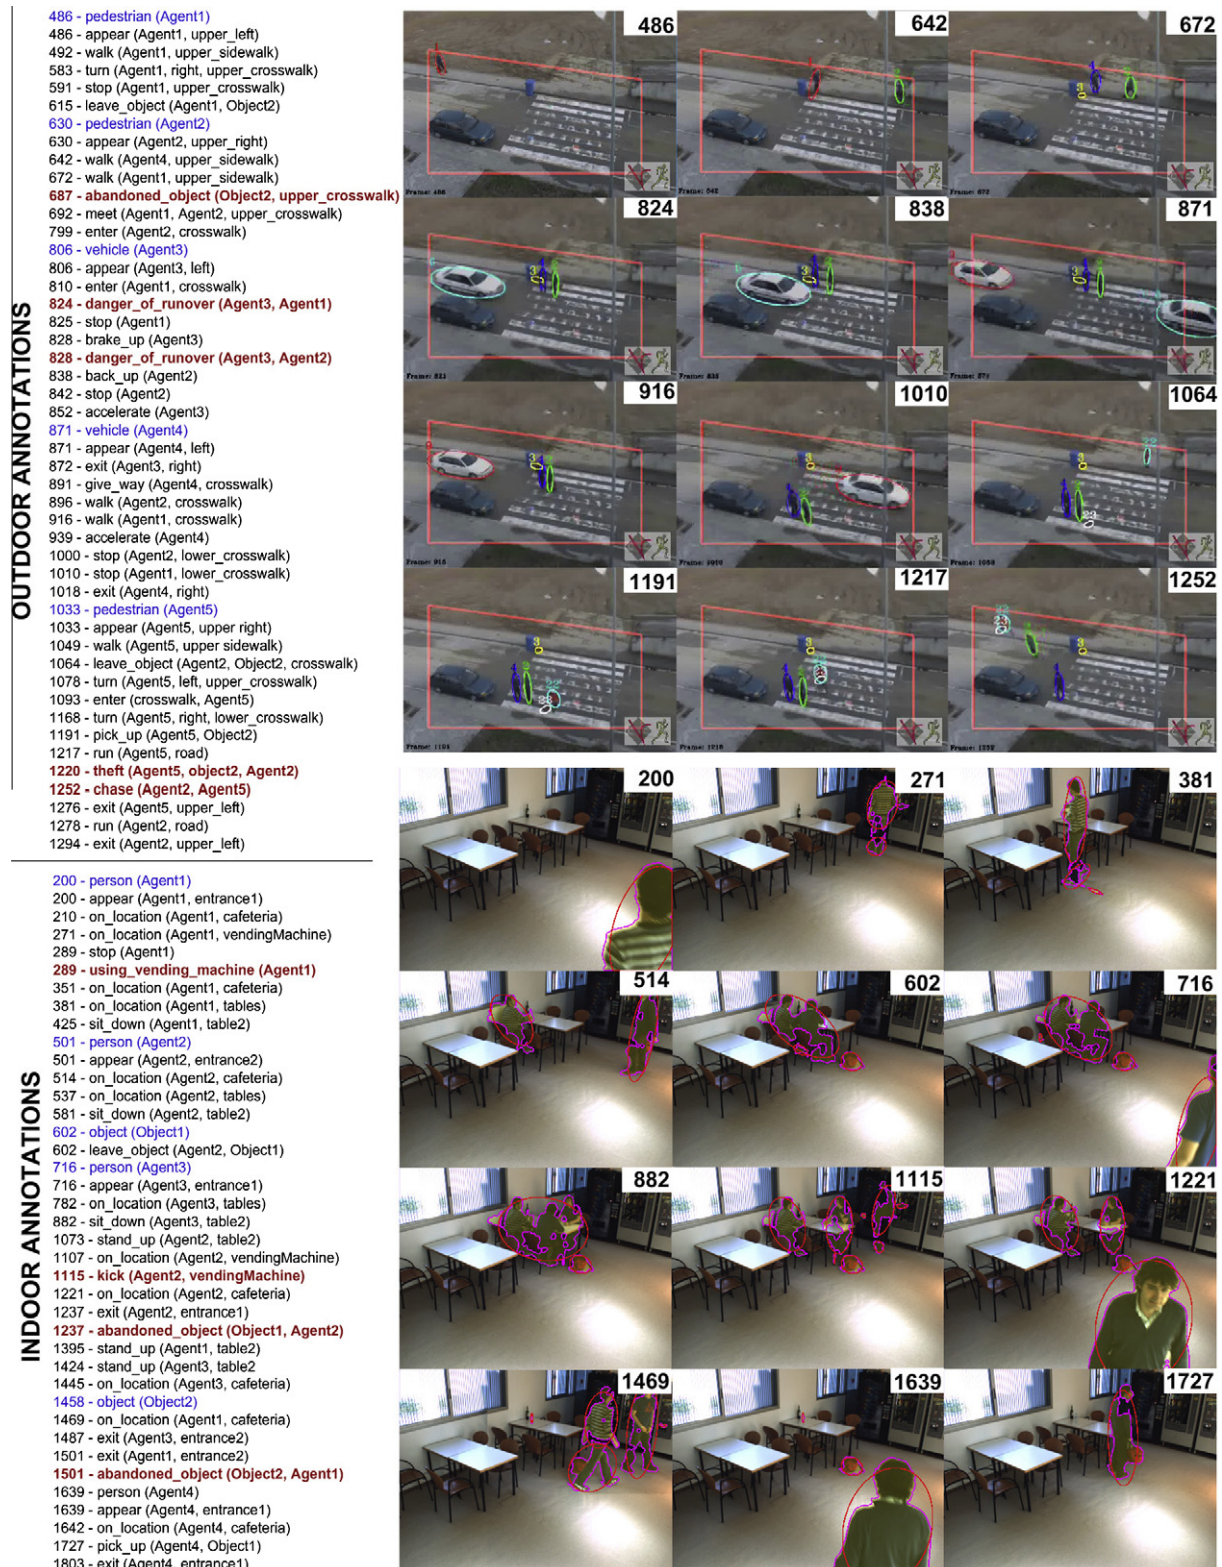 OUTDOOR ANNOTATIONS
486 - pedestrian (Agent1)
486 - appear (Agent1, upper_left)
492 - walk (Agent1, upper_sidewalk)
583 - turn (Agent1, right, upper_crosswalk)
591 - stop (Agent1, upper_crosswalk)
615 - leave_object (Agent1, Object2)
630 - pedestrian (Agent2)
630 - appear (Agent2, upper_right)
642 - walk (Agent4, upper_sidewalk)
672 - walk (Agent1, upper_sidewalk)
687 - abandoned_object (Object2, upper_crosswalk)
692 - meet (Agent1, Agent2, upper_crosswalk)
799 - enter (Agent2, crosswalk)
806 - vehicle (Agent3)
806 - appear (Agent3, left)
810 - enter (Agent1, crosswalk)
824 - danger_of_runover (Agent3, Agent1)
825 - stop (Agent1)
828 - brake_up (Agent3)
828 - danger_of_runover (Agent3, Agent2)
838 - back_up (Agent2)
842 - stop (Agent2)
852 - accelerate (Agent3)
871 - vehicle (Agent4)
871 - appear (Agent4, left)
872 - exit (Agent3, right)
891 - give_way (Agent4, crosswalk)
896 - walk (Agent2, crosswalk)
916 - walk (Agent1, crosswalk)
939 - accelerate (Agent4)
1000 - stop (Agent2, lower_crosswalk)
1010 - stop (Agent1, lower_crosswalk)
1018 - exit (Agent4, right)
1033 - pedestrian (Agent5)
1033 - appear (Agent5, upper right)
1049 - walk (Agent5, upper sidewalk)
1064 - leave_object (Agent2, Object2, crosswalk)
1078 - turn (Agent5, left, upper_crosswalk)
1093 - enter (crosswalk, Agent5)
1168 - turn (Agent5, right, lower_crosswalk)
1191 - pick_up (Agent5, Object2)
1217 - run (Agent5, road)
1220 - theft (Agent5, object2, Agent2)
1252 - chase (Agent2, Agent5)
1276 - exit (Agent5, upper_left)
1278 - run (Agent2, road)
1294 - exit (Agent2, upper_left)
486
642
672
Frame: 486
824
838
871
916
1010
1064
1191
1217
1252
INDOOR ANNOTATIONS
200 - person (Agent1)
200 - appear (Agent1, entrance1)
210 - on_location (Agent1, cafeteria)
271 - on_location (Agent1, vendingMachine)
289 - stop (Agent1)
289 - using_vending_machine (Agent1)
351 - on_location (Agent1, cafeteria)
381 - on_location (Agent1, tables)
425 - sit_down (Agent1, table2)
501 - person (Agent2)
501 - appear (Agent2, entrance2)
514 - on_location (Agent2, cafeteria)
537 - on_location (Agent2, tables)
581 - sit_down (Agent2, table2)
602 - object (Object1)
602 - leave_object (Agent2, Object1)
716 - person (Agent3)
716 - appear (Agent3, entrance1)
782 - on_location (Agent3, tables)
882 - sit_down (Agent3, table2)
1073 - stand_up (Agent2, table2)
1107 - on_location (Agent2, vendingMachine)
1115 - kick (Agent2, vendingMachine)
1221 - on_location (Agent2, cafeteria)
1237 - exit (Agent2, entrance1)
1237 - abandoned_object (Object1, Agent2)
1395 - stand_up (Agent1, table2)
1424 - stand_up (Agent3, table2
1445 - on_location (Agent3, cafeteria)
1458 - object (Object2)
1469 - on_location (Agent1, cafeteria)
1487 - exit (Agent3, entrance2)
1501 - exit (Agent1, entrance2)
1501 - abandoned_object (Object2, Agent1)
1639 - person (Agent4)
1639 - appear (Agent4, entrance1)
1642 - on_location (Agent4, cafeteria)
1727 - pick_up (Agent4, Object1)
1803 - exit (Agent4, entrance1)
200
271
381
514
602
716
882
1115
1221
1469
1639
1727